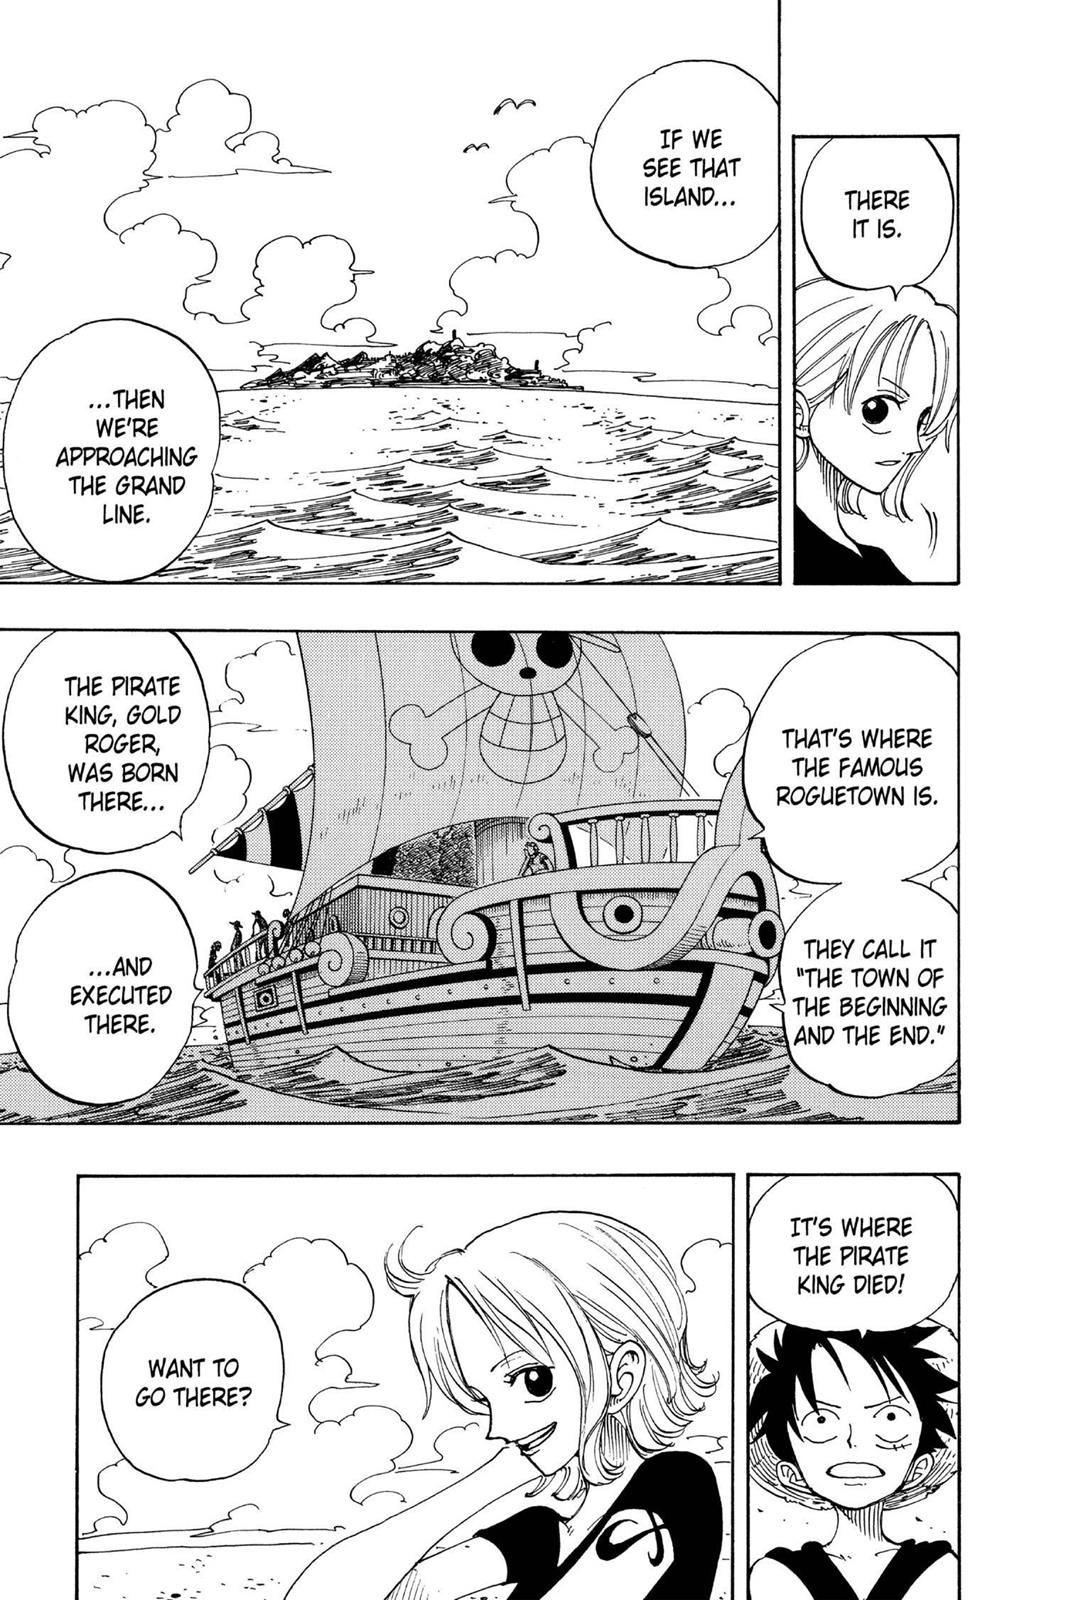 THERE
IT IS.
IF WE
SEE THAT
ISLAND...
...THEN
WE'RE
APPROACHING
THE GRAND
LINE.
THAT'S WHERE
THE FAMOUS
ROGUETOWN IS.
THEY CALL IT
"THE TOWN OF
THE BEGINNING
AND THE END."
THE PIRATE
KING, GOLD
ROGER,
WAS BORN
THERE...
...AND
EXECUTED
THERE.
IT'S WHERE
THE PIRATE
KING DIED!
WANT TO
GO THERE?